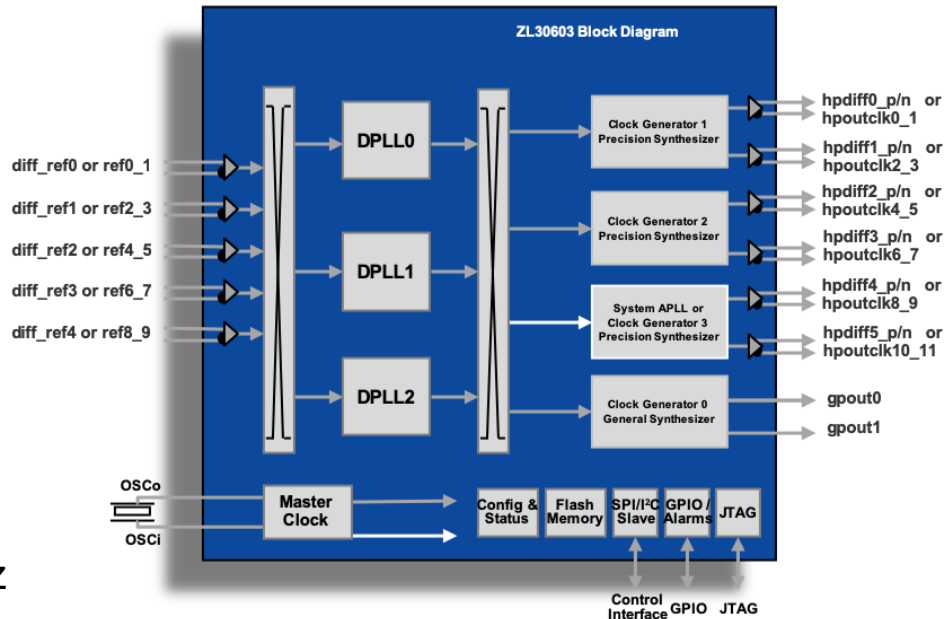 ZL30603 Block Diagram
diff_ref0 or ref0_1
diff_ref1 or ref2_3
diff_ref2 or ref4_5
diff_ref3 or ref6_7
diff_ref4 or ref8_9
DPLL0
DPLL1
DPLL2
Clock Generator 1
Precision Synthesizer
Clock Generator 2
Precision Synthesizer
System APLL or
Clock Generator 3
Precision Synthesizer
Clock Generator 0
General Synthesizer
hpdiff0_p/n or
hpoutclk0_1
hpdiff1_p/n or
hpoutclk2_3
hpdiff2_p/n or
hpoutclk4_5
hpdiff3_p/n or
hpoutclk6_7
hpdiff4_p/n or
hpoutclk8_9
hpdiff5_p/n or
hpoutclk10_11
gpout0
gpout1
OSCo
OSCi
Master
Clock
Config &
Status
Flash
Memory
SPI/I²C
Slave
GPIO /
Alarms
JTAG
z
Control
Interface
GPIO
JTAG